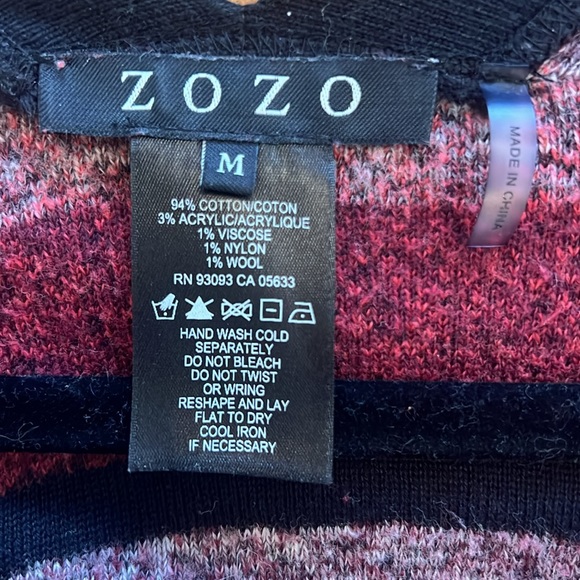 ZOZO
M
MADE IN CHINA
94% COTTON/COTON
3% ACRYLIC/ACRYLIQUE
1% VISCOSE
1% NYLON
1% WOOL
RN 93093 CA 05633
HAND WASH COLD
SEPARATELY
DO NOT BLEACH
DO NOT TWIST
OR WRING
RESHAPE AND LAY
FLAT TO DRY
COOL IRON
IF NECESSARY